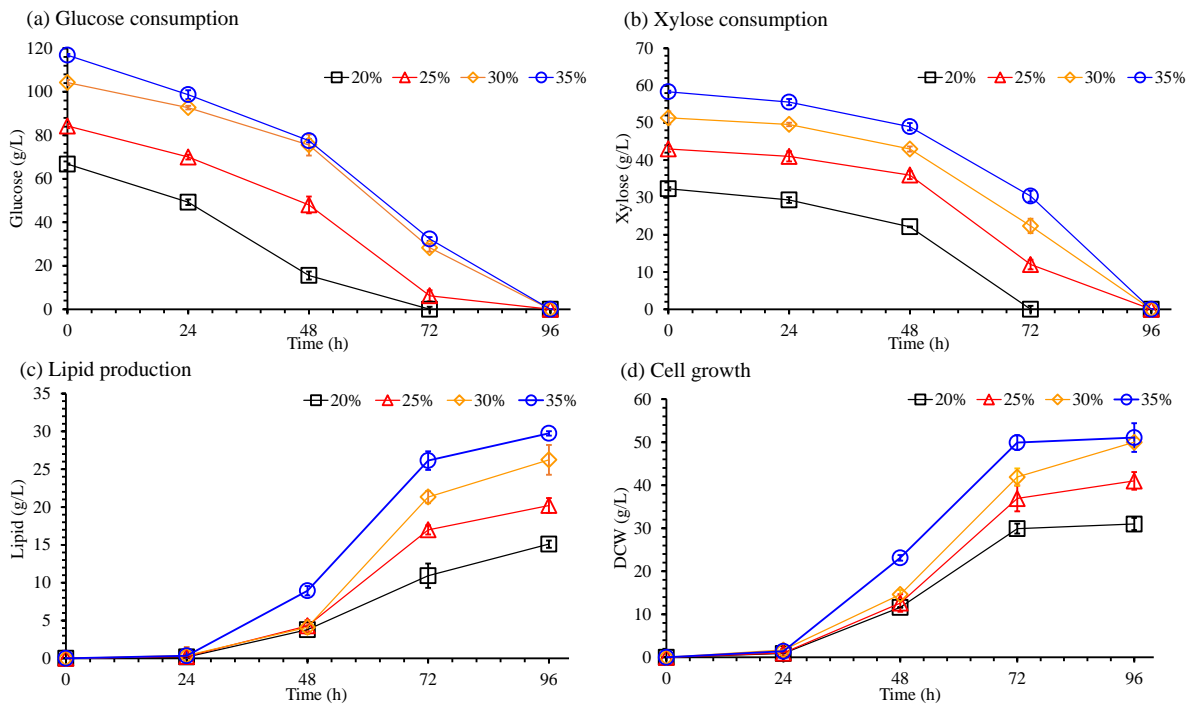 (a) Glucose consumption
120
100
80
60
40
20
0
Glucose (g/L)
20% 25% 30% 35%
0 24 48 72 96
Time (h)
(b) Xylose consumption
70
60
50
40
30
20
10
0
Xylose (g/L)
20% 25% 30% 35%
0 24 48 72 96
Time (h)
(c) Lipid production
35
30
25
20
15
10
5
0
Lipid (g/L)
20% 25% 30% 35%
0 24 48 72 96
Time (h)
(d) Cell growth
60
50
40
30
20
10
0
DCW (g/L)
20% 25% 30% 35%
0 24 48 72 96
Time (h)